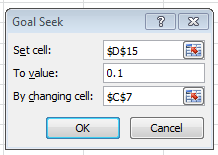 Goal Seek
?
Set cell: $D$15
To value: 0.1
By changing cell: $C$7
OK Cancel